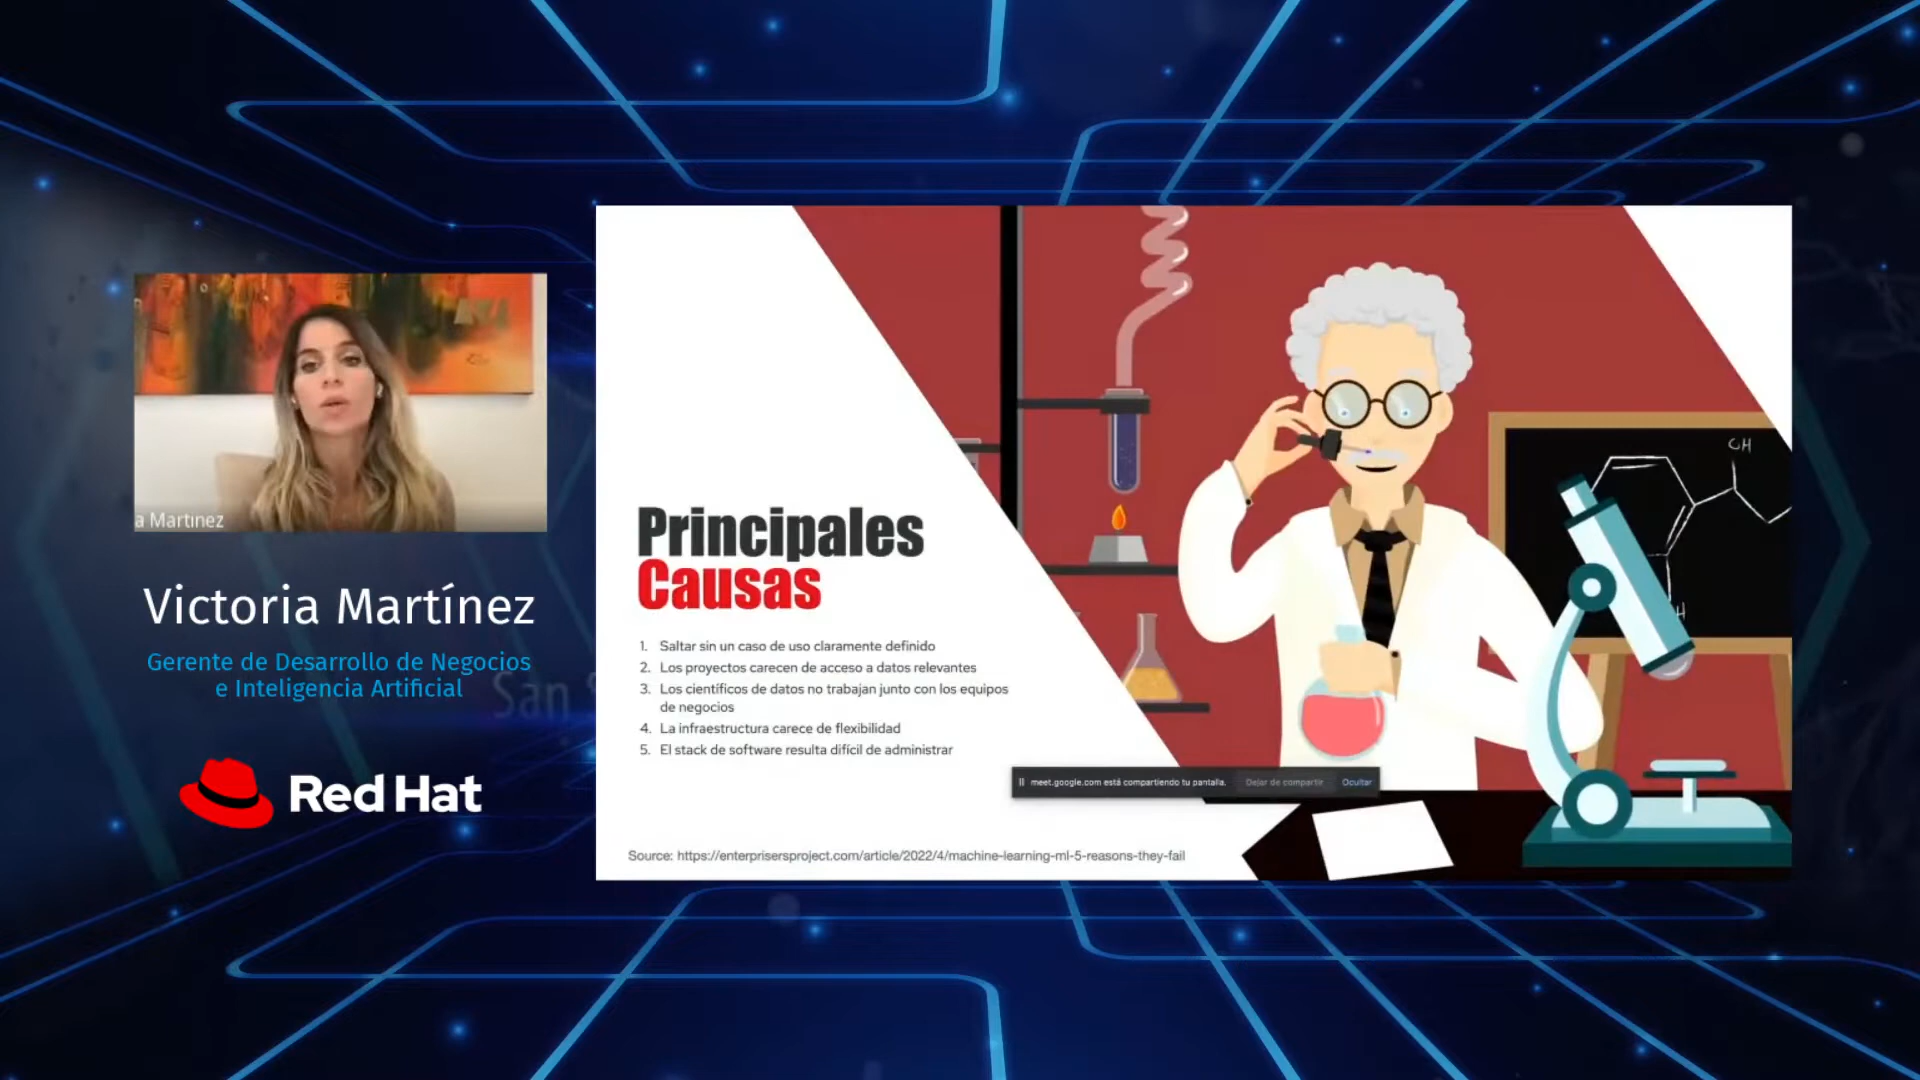 a Martinez
Victoria Martínez
Gerente de Desarrollo de Negocios
e Inteligencia Artificial
San
Red Hat
Principales
Causas
1. Saltar sin un caso de uso claramente definido
2. Los proyectos carecen de acceso a datos relevantes
3. Los científicos de datos no trabajan junto con los equipos
de negocios
4. La infraestructura carece de flexibilidad
5. El stack de software resulta difícil de administrar
meet.google.com está compartiendo tu pantalla. Dejar de compartir Ocultar
Source: https://enterprisersproject.com/article/2022/4/machine-learning-ml-5-reasons-they-fail
CH
H